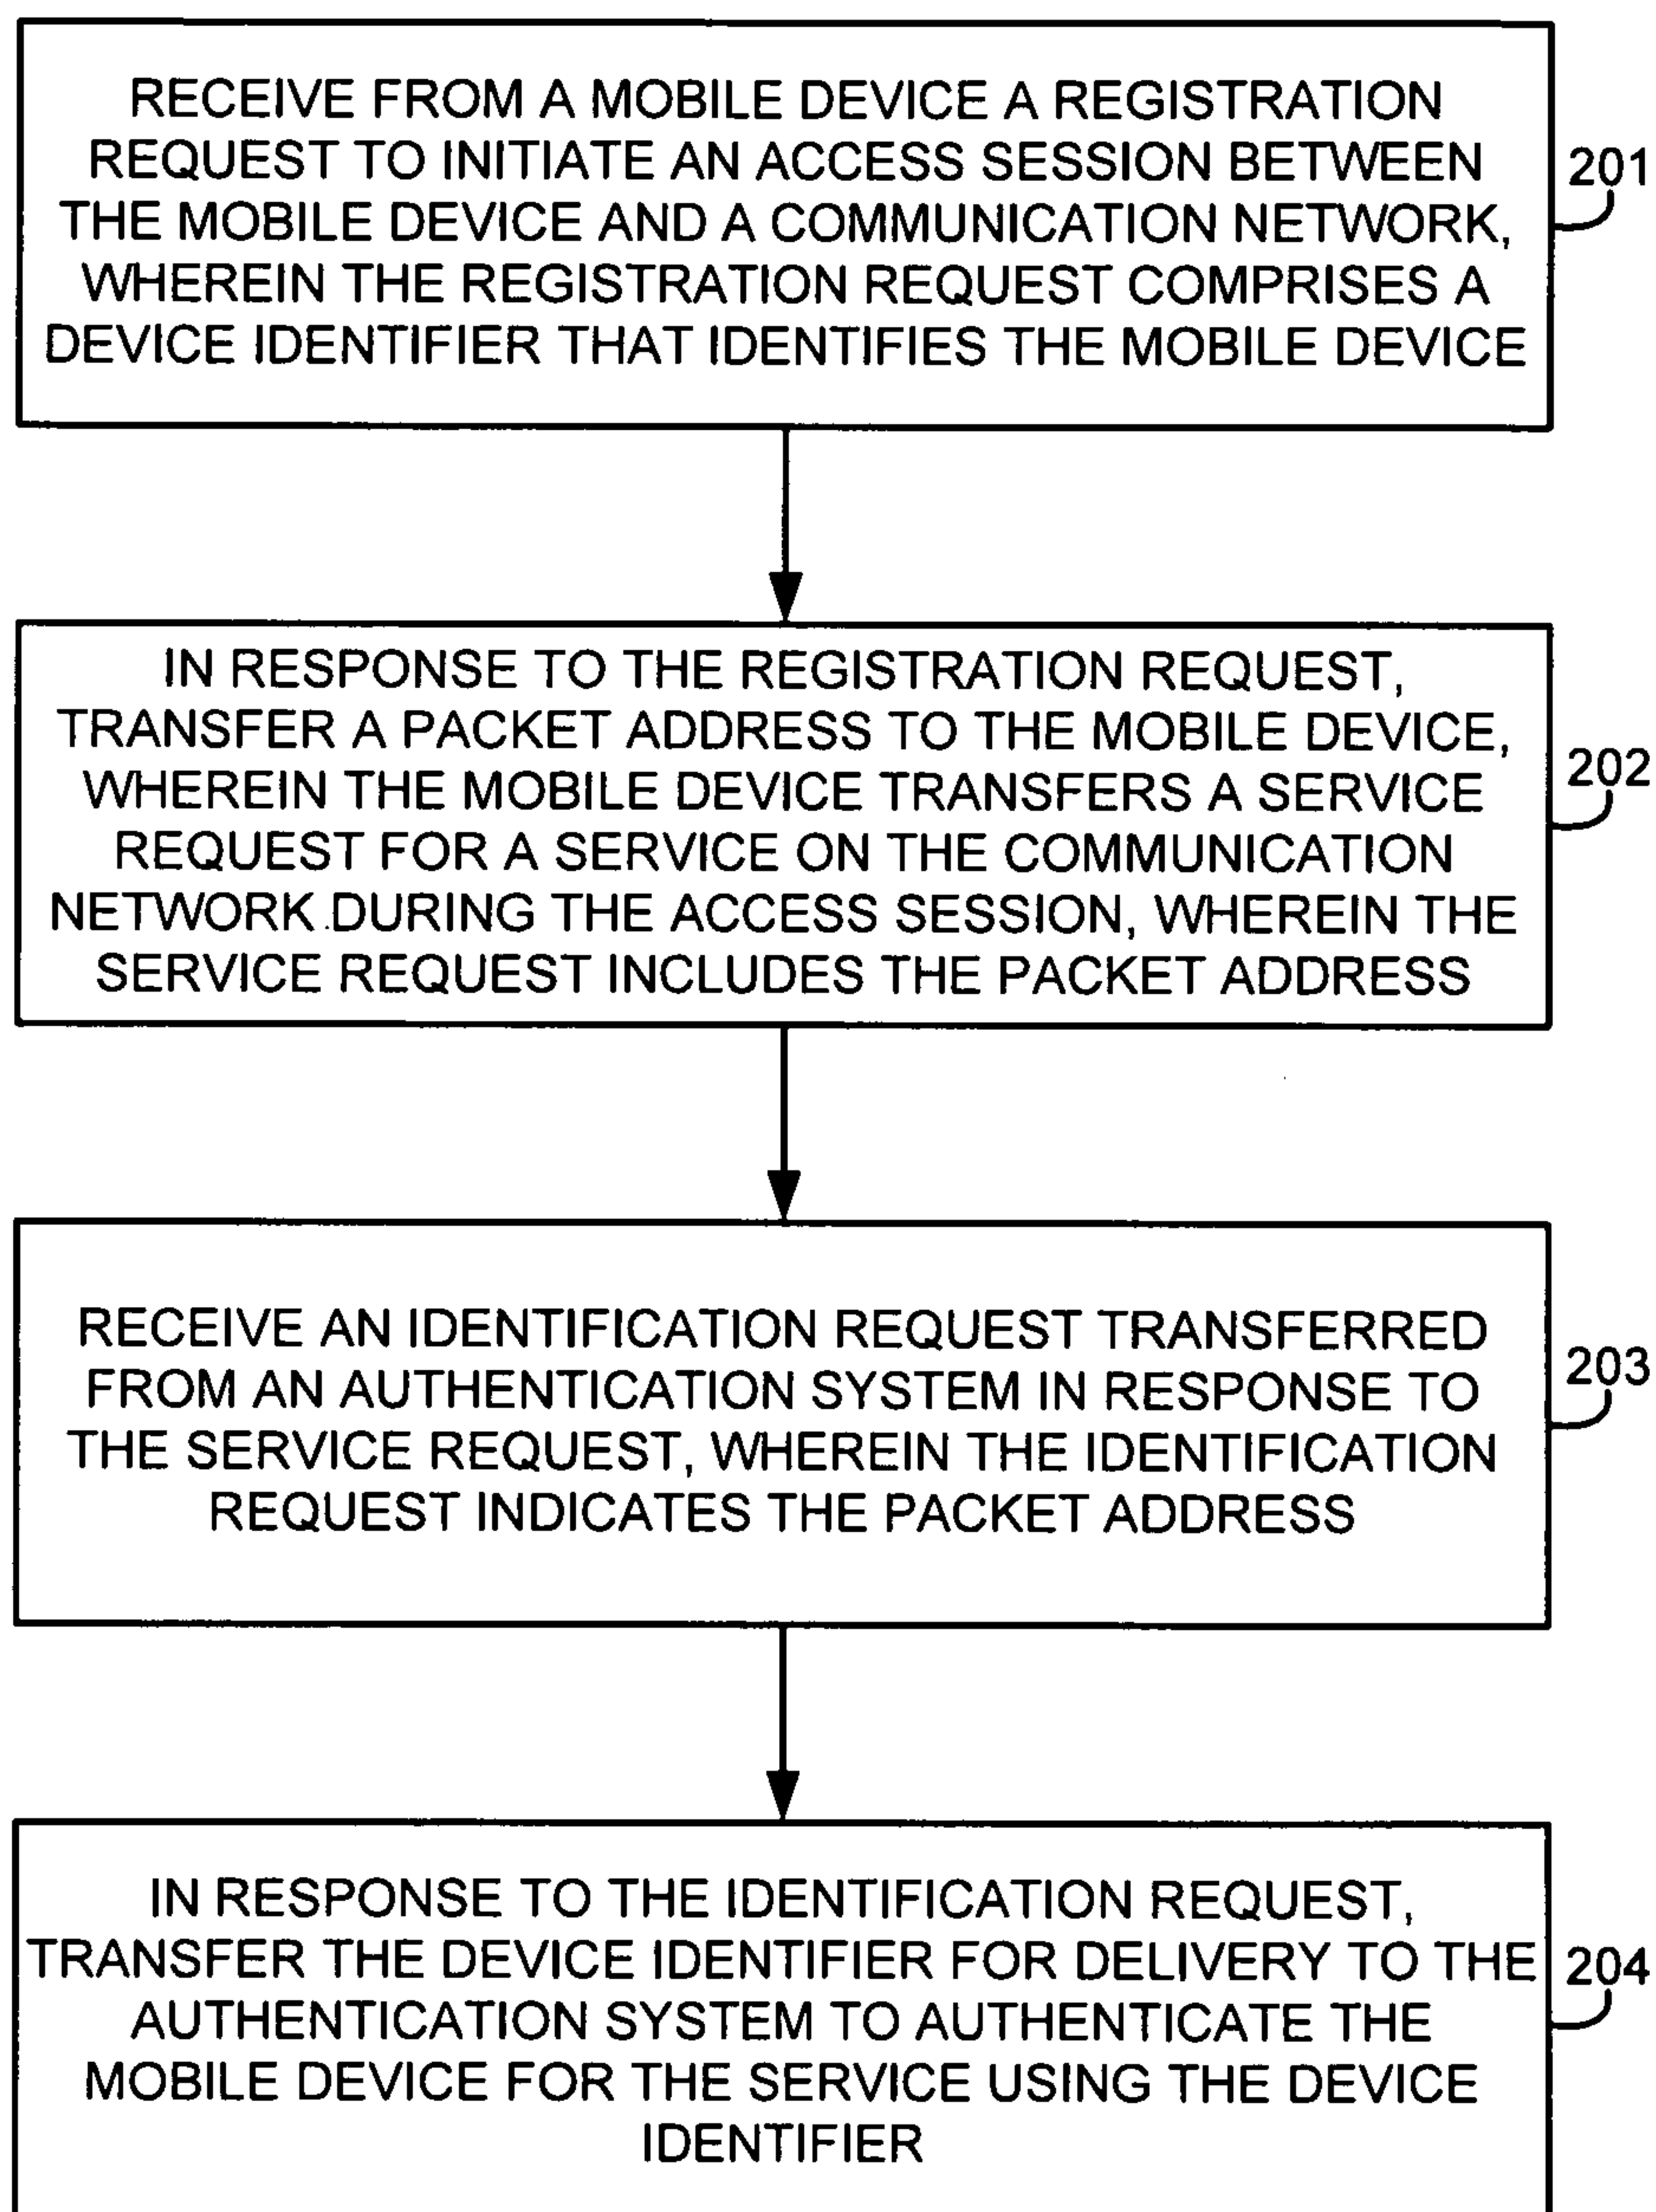 RECEIVE FROM A MOBILE DEVICE A REGISTRATION
REQUEST TO INITIATE AN ACCESS SESSION BETWEEN
THE MOBILE DEVICE AND A COMMUNICATION NETWORK,
WHEREIN THE REGISTRATION REQUEST COMPRISES A
DEVICE IDENTIFIER THAT IDENTIFIES THE MOBILE DEVICE
201
IN RESPONSE TO THE REGISTRATION REQUEST,
TRANSFER A PACKET ADDRESS TO THE MOBILE DEVICE,
WHEREIN THE MOBILE DEVICE TRANSFERS A SERVICE
REQUEST FOR A SERVICE ON THE COMMUNICATION
NETWORK DURING THE ACCESS SESSION, WHEREIN THE
SERVICE REQUEST INCLUDES THE PACKET ADDRESS
202
RECEIVE AN IDENTIFICATION REQUEST TRANSFERRED
FROM AN AUTHENTICATION SYSTEM IN RESPONSE TO
THE SERVICE REQUEST, WHEREIN THE IDENTIFICATION
REQUEST INDICATES THE PACKET ADDRESS
203
IN RESPONSE TO THE IDENTIFICATION REQUEST,
TRANSFER THE DEVICE IDENTIFIER FOR DELIVERY TO THE
AUTHENTICATION SYSTEM TO AUTHENTICATE THE
MOBILE DEVICE FOR THE SERVICE USING THE DEVICE
IDENTIFIER
204